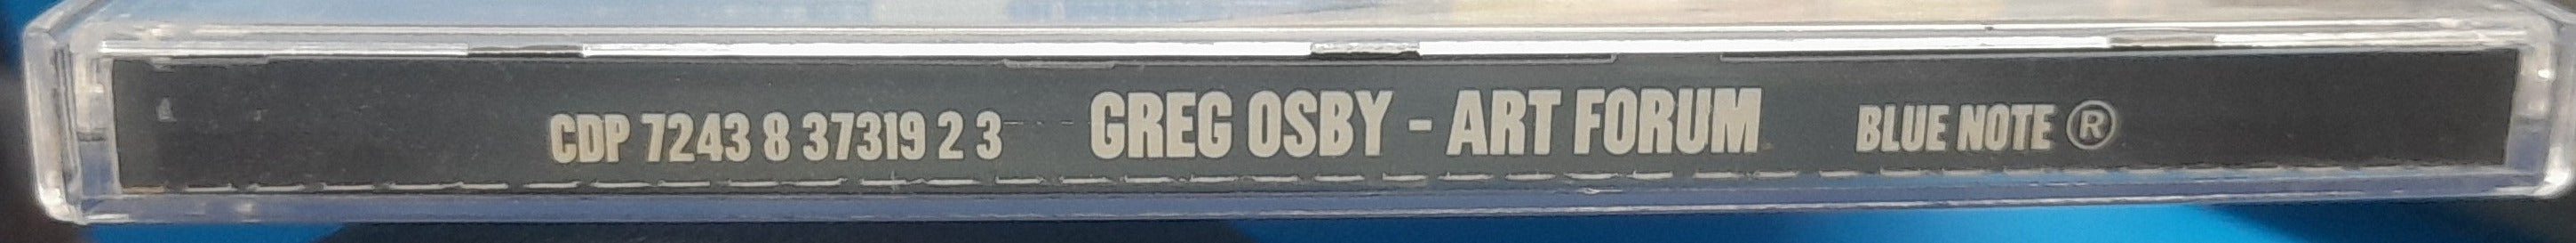 CDP 7243 8 37319 2 3 GREG OSBY - ART FORUM BLUE NOTE ®